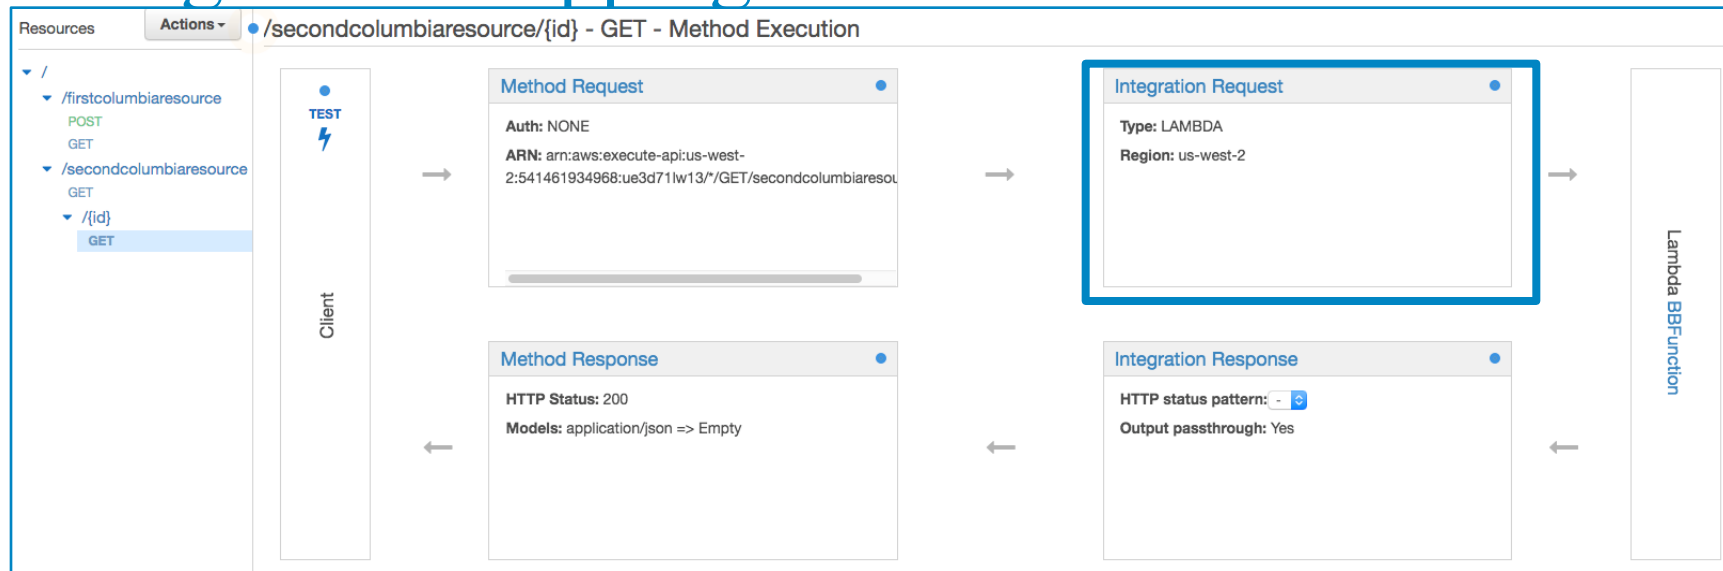 Resources
Actions
/secondcolumbiaresource/{id} - GET - Method Execution
/
/firstcolumbiaresource
POST
GET
/secondcolumbiaresource
GET
/{id}
GET
TEST
Client
Method Request
Auth: NONE
ARN: arn:aws:execute-api:us-west-
2:541461934968:ue3d71lw13/*/GET/secondcolumbiaresou
Integration Request
Type: LAMBDA
Region: us-west-2
Method Response
HTTP Status: 200
Models: application/json => Empty
Integration Response
HTTP status pattern: -
Output passthrough: Yes
Lambda BBFunction